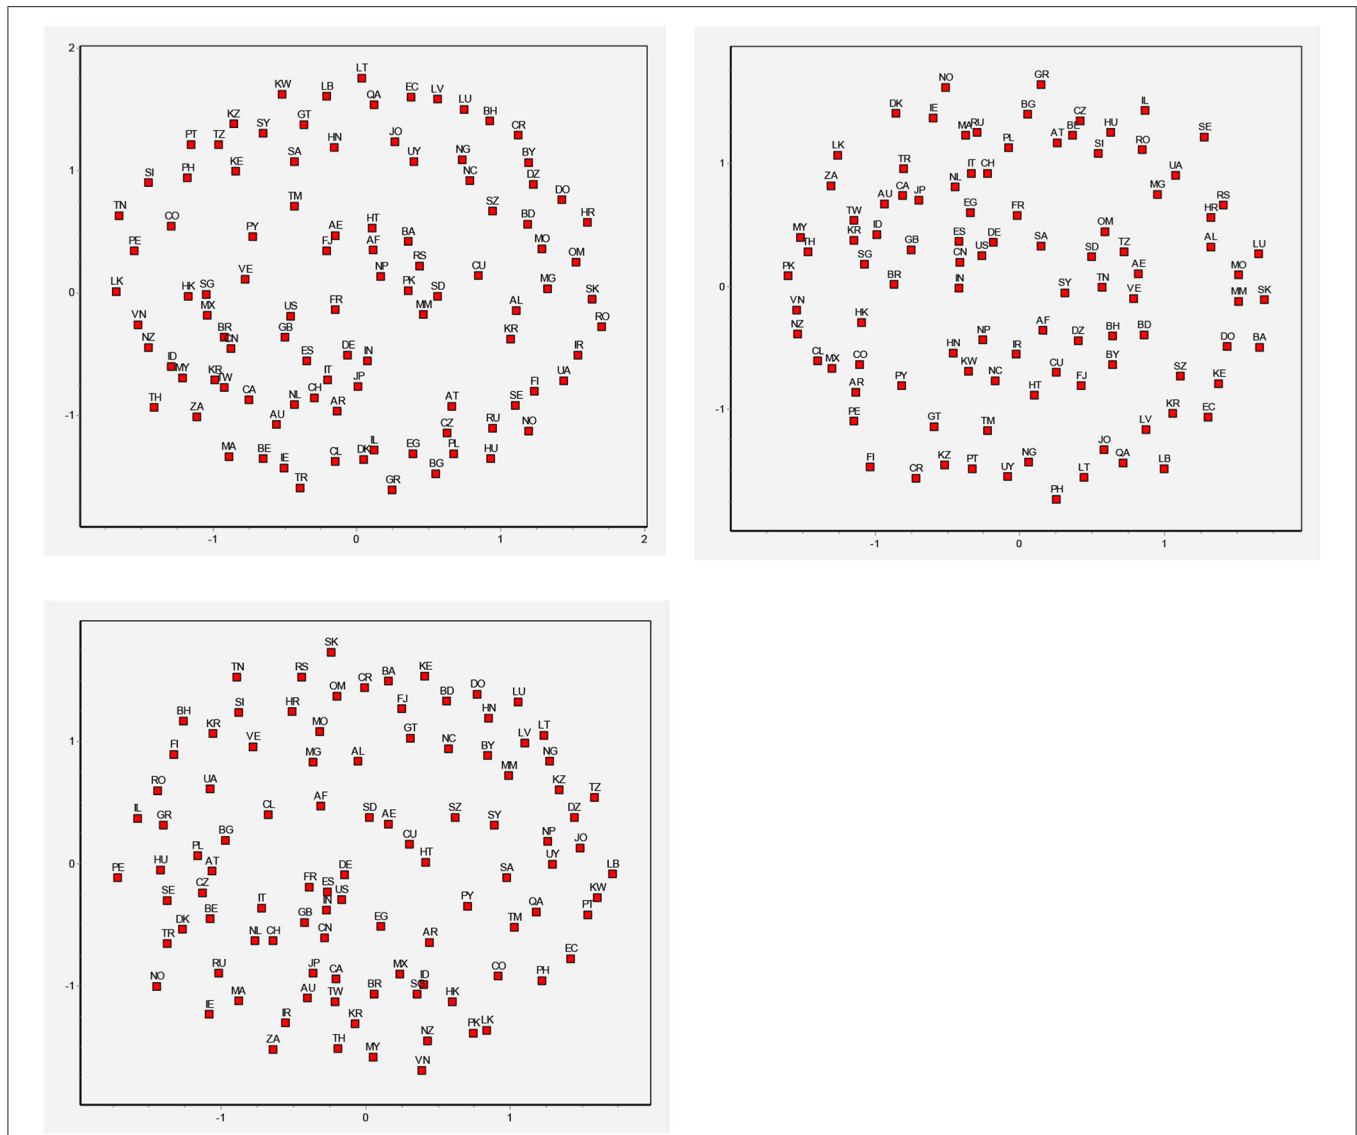 2
LT
KW LB QA EC LV
LU
KZ SY GT BH
PT TZ HN JO CR
SA UY NG BY
PH KE NC DZ
SI
TM DO
TN CO HT SZ BD HR
PY AE BA
PE FJ AF RS MO OM
VE NP CU
LK HK SG PK SD MG SK
MX FR MM AL
VN US RO
NZ BR CN GB KR
ES DE IN IR
ID MY KR TW IT JP UA
CA CH FI
TH NL AR AT SE
ZA AU CZ RU NO
MA BE CL DK IL EG PL HU
IE BG
TR GR
1
0
-1
-1 0 1 2
GR
NO IL
DK IE BG CZ
MA RU BE HU SE
LK PL AT SI RO
TR IT CH UA
ZA CA JP NL MG
AU RS
TW EG FR HR
MY KR ID ES DE OM AL LU
TH GB US SA SD TZ
PK SG CN AE MO
BR IN SY TN VE MM SK
VN
NZ HK AF BH BD
CL CO HN NP IR DZ DO BA
MX KW CU BY SZ
AR PY NC FJ KE
HT
PE GT TM KR EC
LV
FI KZ PT NG JO QA LB
CR UY LT
PH
1
0
-1
-1 0 1
SK
TN RS CR BA KE
OM DO
SI HR FJ BD LU
BH HN
KR MO GT LT
FI VE NC BY LV
MG AL MM NG
RO UA KZ TZ
AF
IL GR CL SD AE SZ SY DZ
BG CU NP JO
PL HT UY
PE HU AT DE SA LB
CZ FR ES US KW
SE IT IN PY QA PT
BE GB EG TM
DK NL CH CN AR
TR EC
RU JP CA MX ID CO PH
NO AU TW BR SG HK
MA
IE IR KR PK LK
ZA TH NZ
MY
VN
1
0
-1
-1 0 1